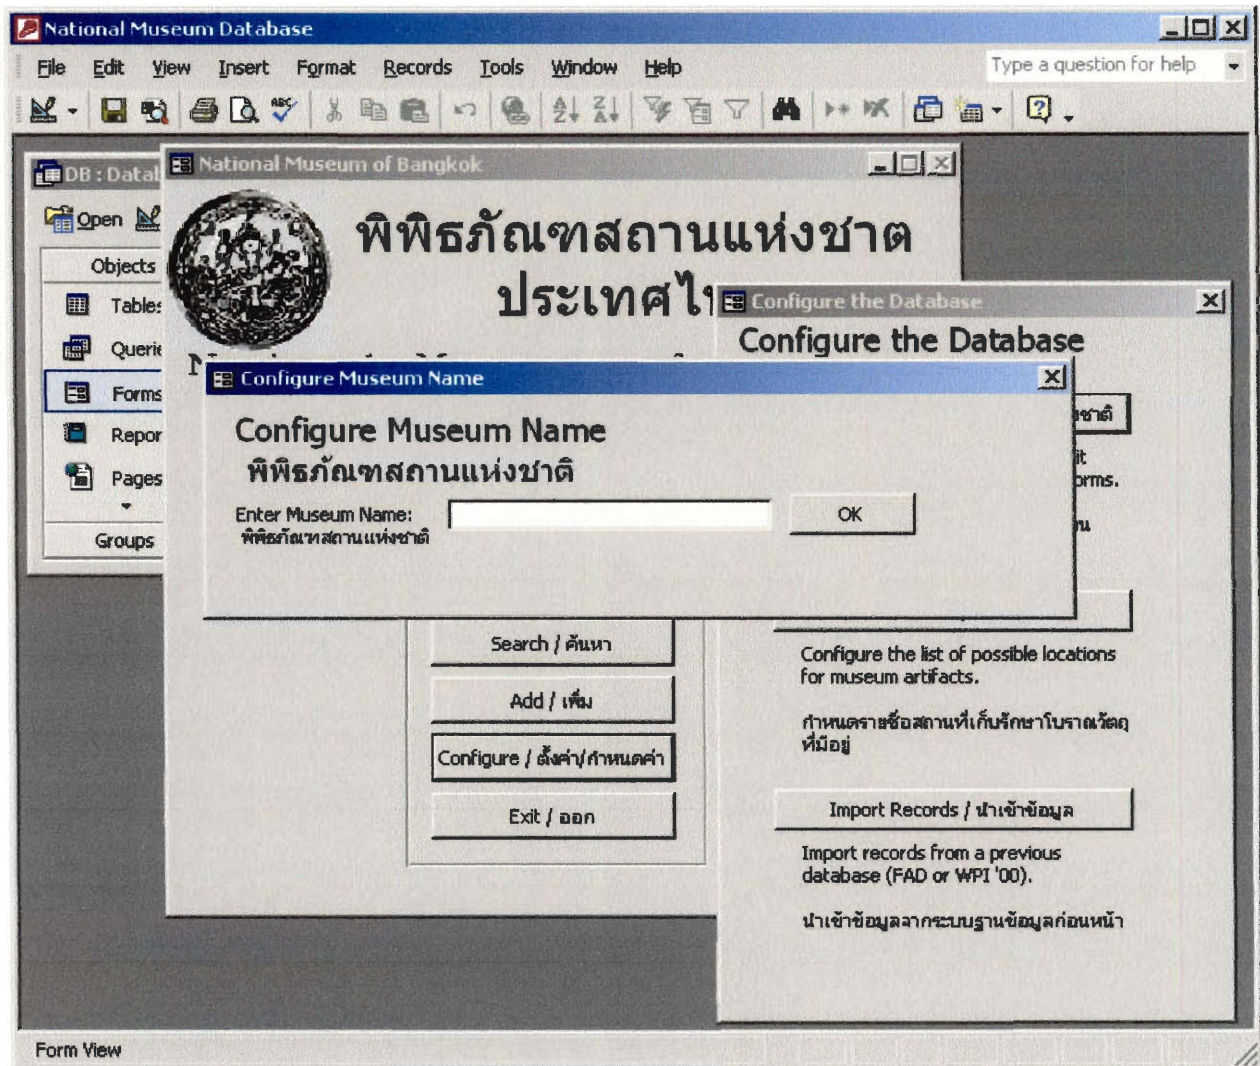 National Museum Database
File Edit View Insert Format Records Tools Window Help
Type a question for help
DB : Datab
National Museum of Bangkok
Open
Objects
Tables
Querie
Forms
Repor
Pages
Groups
พิพิธภัณฑสถานแห่งชาติ
ประเทศไ
Configure the Database
Configure the Database
Configure Museum Name
Configure Museum Name
พิพิธภัณฑสถานแห่งชาติ
Enter Museum Name:
พิพิธภัณฑสถานแห่งชาติ
OK
orms.
Search / ค้นหา
Add / เพิ่ม
Configure / ตั้งค่า/กำหนดค่า
Exit / ออก
Configure the list of possible locations
for museum artifacts.
กำหนดรายชื่อสถานที่เก็บรักษาโบราณวัตถุ
ที่มีอยู่
Import Records / นำเข้าข้อมูล
Import records from a previous
database (FAD or WPI '00).
นำเข้าข้อมูลจากระบบฐานข้อมูลก่อนหน้า
Form View